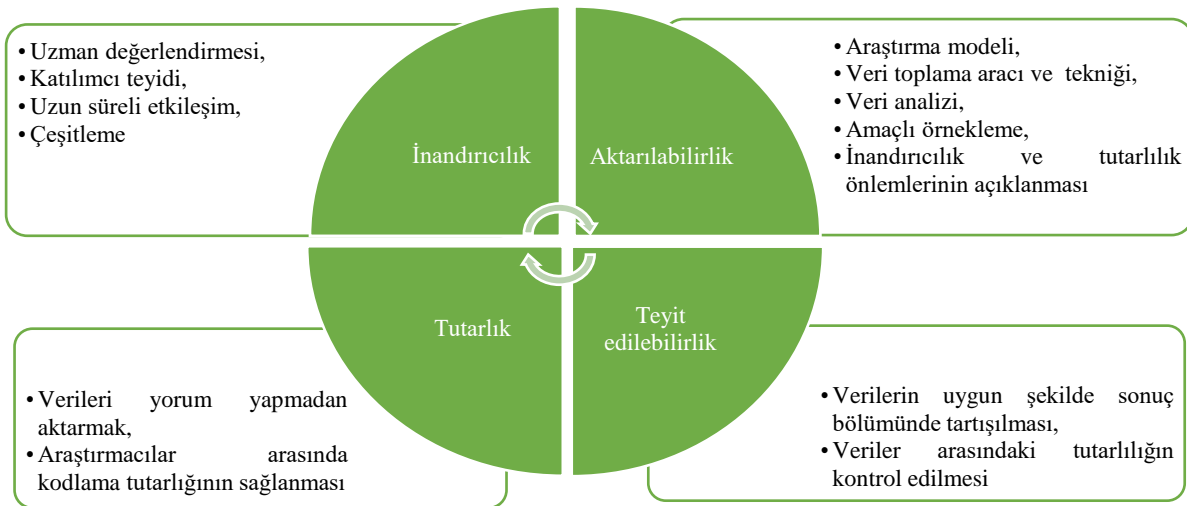 • Uzman değerlendirmesi,
• Katılımcı teyidi,
• Uzun süreli etkileşim,
• Çeşitleme
İnandırıcılık
Aktarılabilirlik
• Araştırma modeli,
• Veri toplama aracı ve tekniği,
• Veri analizi,
• Amaçlı örnekleme,
• İnandırıcılık ve tutarlılık
önlemlerinin açıklanması
Tutarlık
Teyit
edilebilirlik
• Verileri yorum yapmadan
aktarmak,
• Araştırmacılar arasında
kodlama tutarlığının sağlanması
• Verilerin uygun şekilde sonuç
bölümünde tartışılması,
• Veriler arasındaki tutarlılığın
kontrol edilmesi